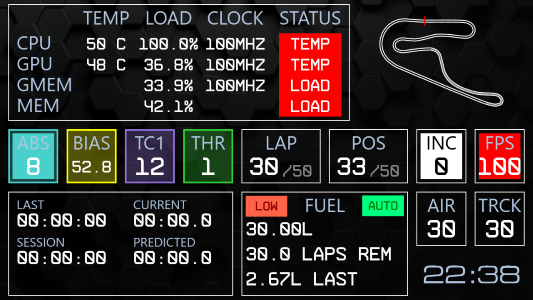 TEMP LOAD CLOCK STATUS
CPU 50 C 100.0% 100MHZ TEMP
GPU 48 C 36.8% 100MHZ TEMP
GMEM 33.9% 100MHZ LOAD
MEM 42.1% LOAD
ABS BIAS TC1 THR LAP POS INC FPS
8 52.8 12 1 30/50 33/50 0 100
LAST CURRENT
00:00:00 00:00.0
SESSION PREDICTED
00:00:00 00:00.0
LOW FUEL AUTO
30.00L
30.0 LAPS REM
2.67L LAST
AIR TRCK
30 30
22:38